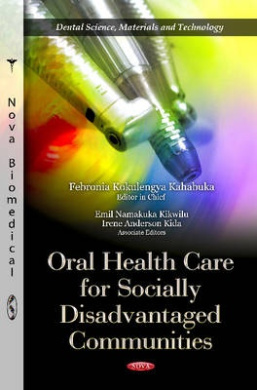 Dental Science, Materials and Technology
Nova Biomedical
Febronia Kokulengya Kahabuka
Editor in Chief
Emil Namakuka Kikwilu
Irene Anderson Kida
Associate Editors
Oral Health Care
for Socially
Disadvantaged
Communities
NOVA